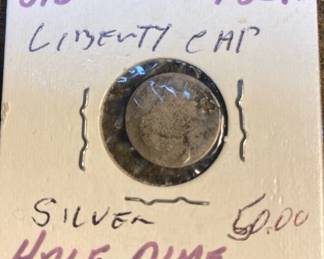 LIBERTY CAP
SILVER 50.00
HALF DIME